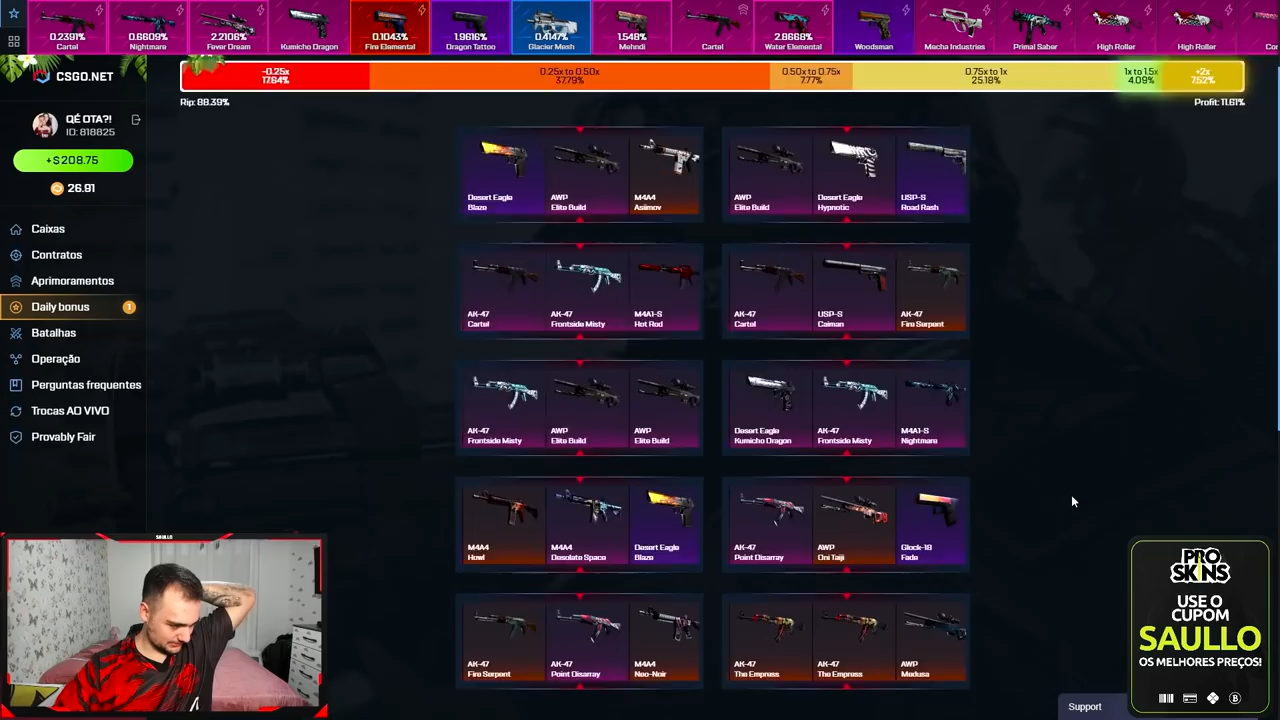 0.2391%
Cartel
0.6609%
Nightmare
2.2106%
Fever Dream
Kumicho Dragon
0.1043%
Fire Elemental
1.9616%
Dragon Tattoo
0.4147%
Glacier Mesh
1.548%
Mehndi
Cartel
2.8668%
Water Elemental
Woodsman
Mecha Industries
Primal Saber
High Roller
High Roller
CSGO.NET
QÉ OTA?!
ID: 818825
+$208.75
26.91
Caixas
Contratos
Aprimoramentos
Daily bonus
1
Batalhas
Operação
Perguntas frequentes
Trocas AO VIVO
Provably Fair
-0.25x
17.64%
0.25x to 0.50x
37.79%
0.50x to 0.75x
7.77%
0.75x to 1x
25.18%
1x to 1.5x
4.09%
+2x
7.52%
Rip: 88.39%
Profit: 11.61%
Desert Eagle
Blaze
AWP
Elite Build
M4A4
Asiimov
AWP
Elite Build
Desert Eagle
Hypnotic
USP-S
Road Rash
AK-47
Cartel
AK-47
Frontside Misty
M4A1-S
Hot Rod
AK-47
Cartel
USP-S
Caiman
AK-47
Fire Serpent
AK-47
Frontside Misty
AWP
Elite Build
AWP
Elite Build
Desert Eagle
Kumicho Dragon
AK-47
Frontside Misty
M4A1-S
Nightmare
M4A4
Howl
M4A4
Desolate Space
Desert Eagle
Blaze
AK-47
Point Disarray
AWP
Oni Taiji
Glock-18
Fade
AK-47
Fire Serpent
AK-47
Point Disarray
M4A4
Neo-Noir
AK-47
The Empress
AK-47
The Empress
AWP
Medusa
SAULLO
PRO
SKINS
USE O
CUPOM
SAULLO
OS MELHORES PREÇOS!
Support